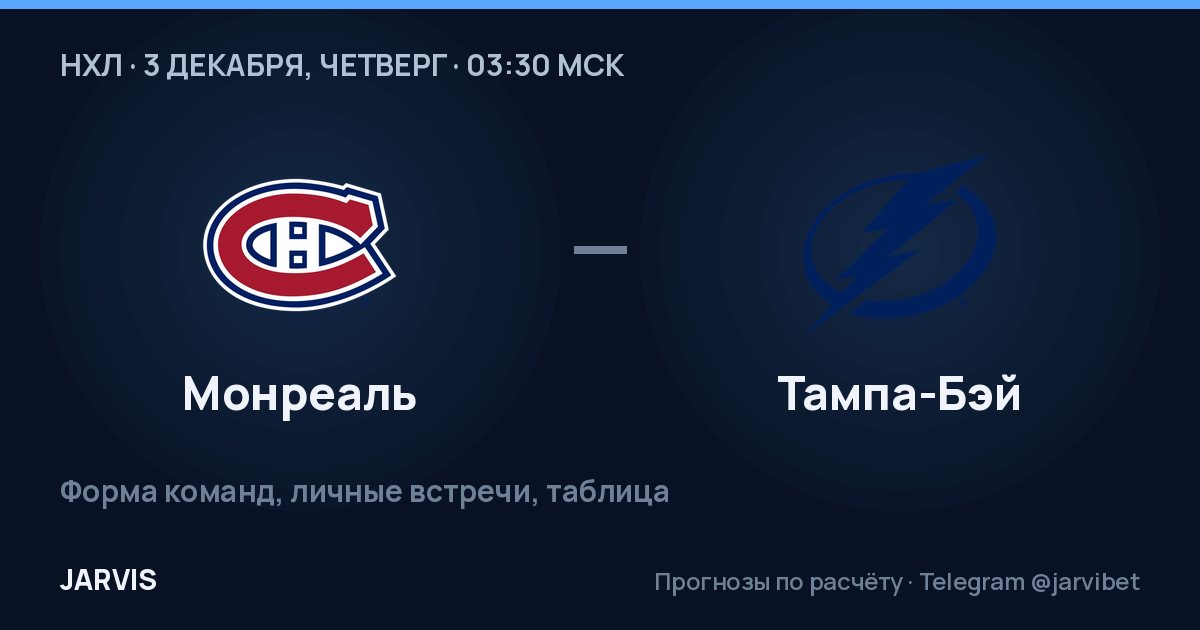 НХЛ · 3 ДЕКАБРЯ, ЧЕТВЕРГ · 03:30 МСК
—
Монреаль
Тампа-Бэй
Форма команд, личные встречи, таблица
JARVIS
Прогнозы по расчёту · Telegram @jarvibet